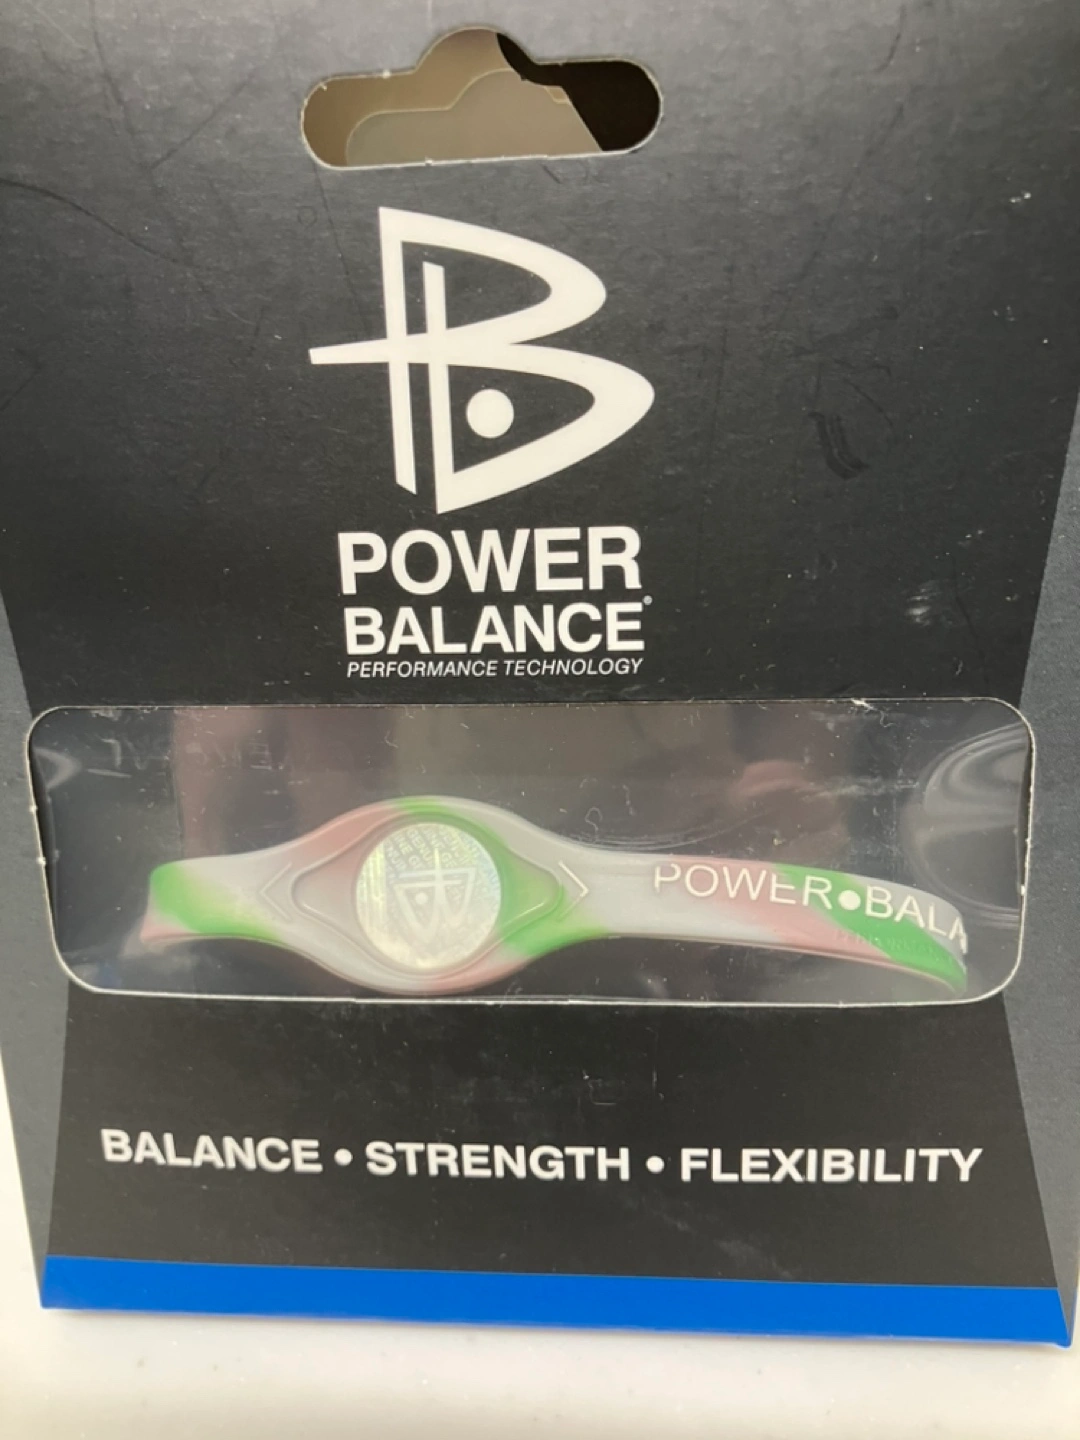 POWER
BALANCE®
PERFORMANCE TECHNOLOGY
POWER•BALA
BALANCE • STRENGTH • FLEXIBILITY